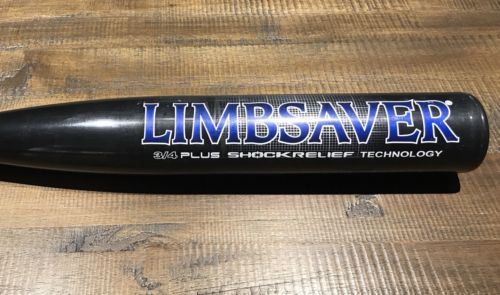 LIMBSAVER®
3/4 PLUS SHOCKRELIEF TECHNOLOGY